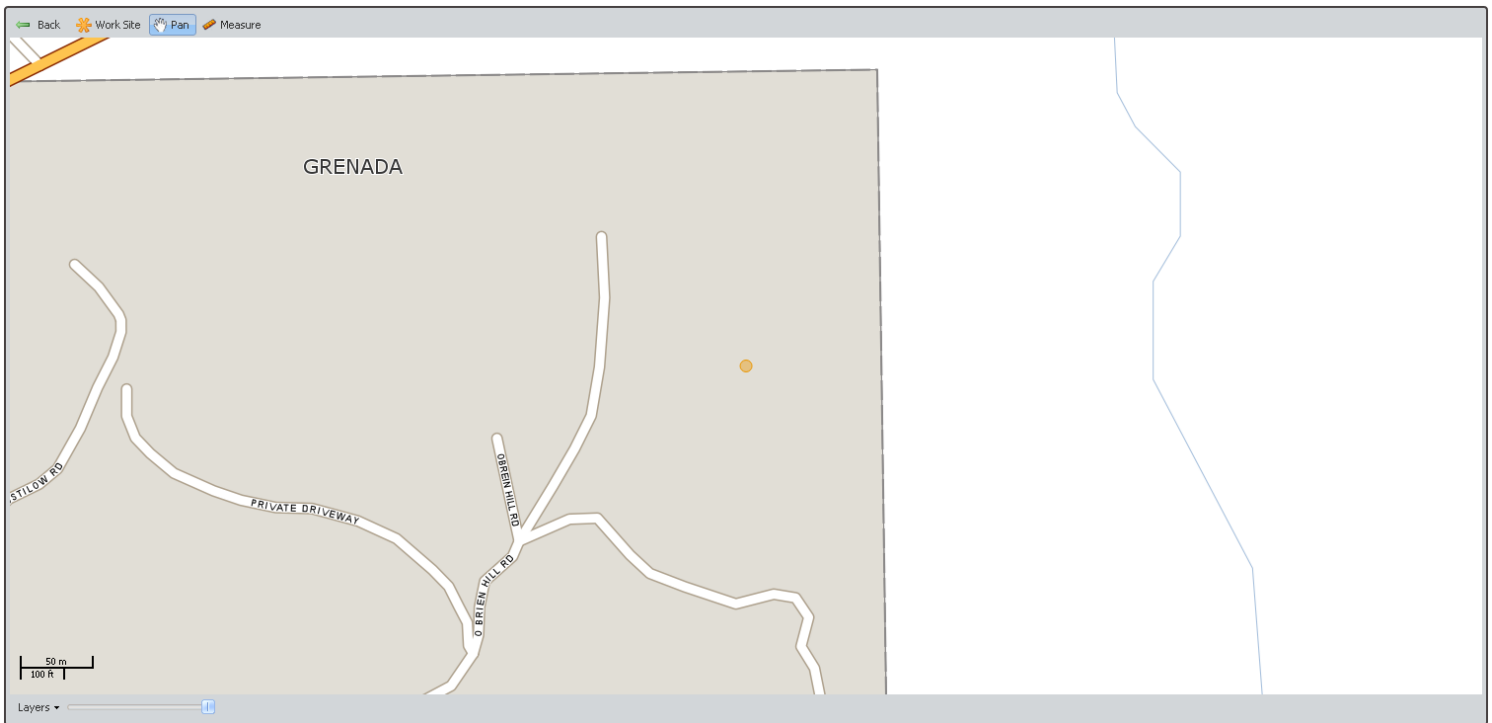 Back Work Site Pan Measure
GRENADA
STILOW RD
OBREIN HILL RD
PRIVATE DRIVEWAY
O BRIEN HILL RD
50 m
100 ft
Layers